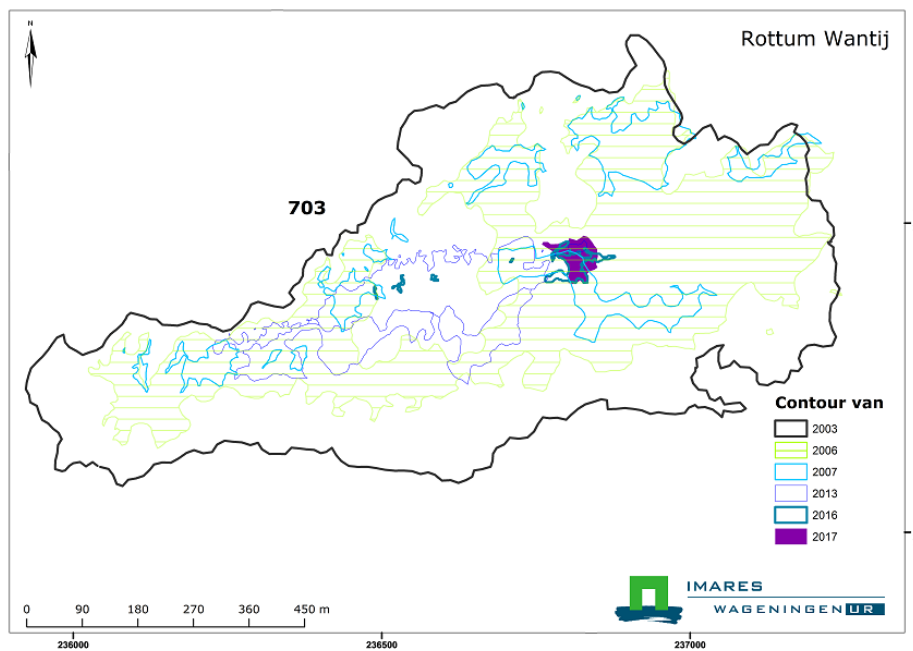 N
Rottum Wantij
703
Contour van
2003
2006
2007
2013
2016
2017
IMARES
WAGENINGEN UR
0 90 180 270 360 450 m
236000 236500 237000